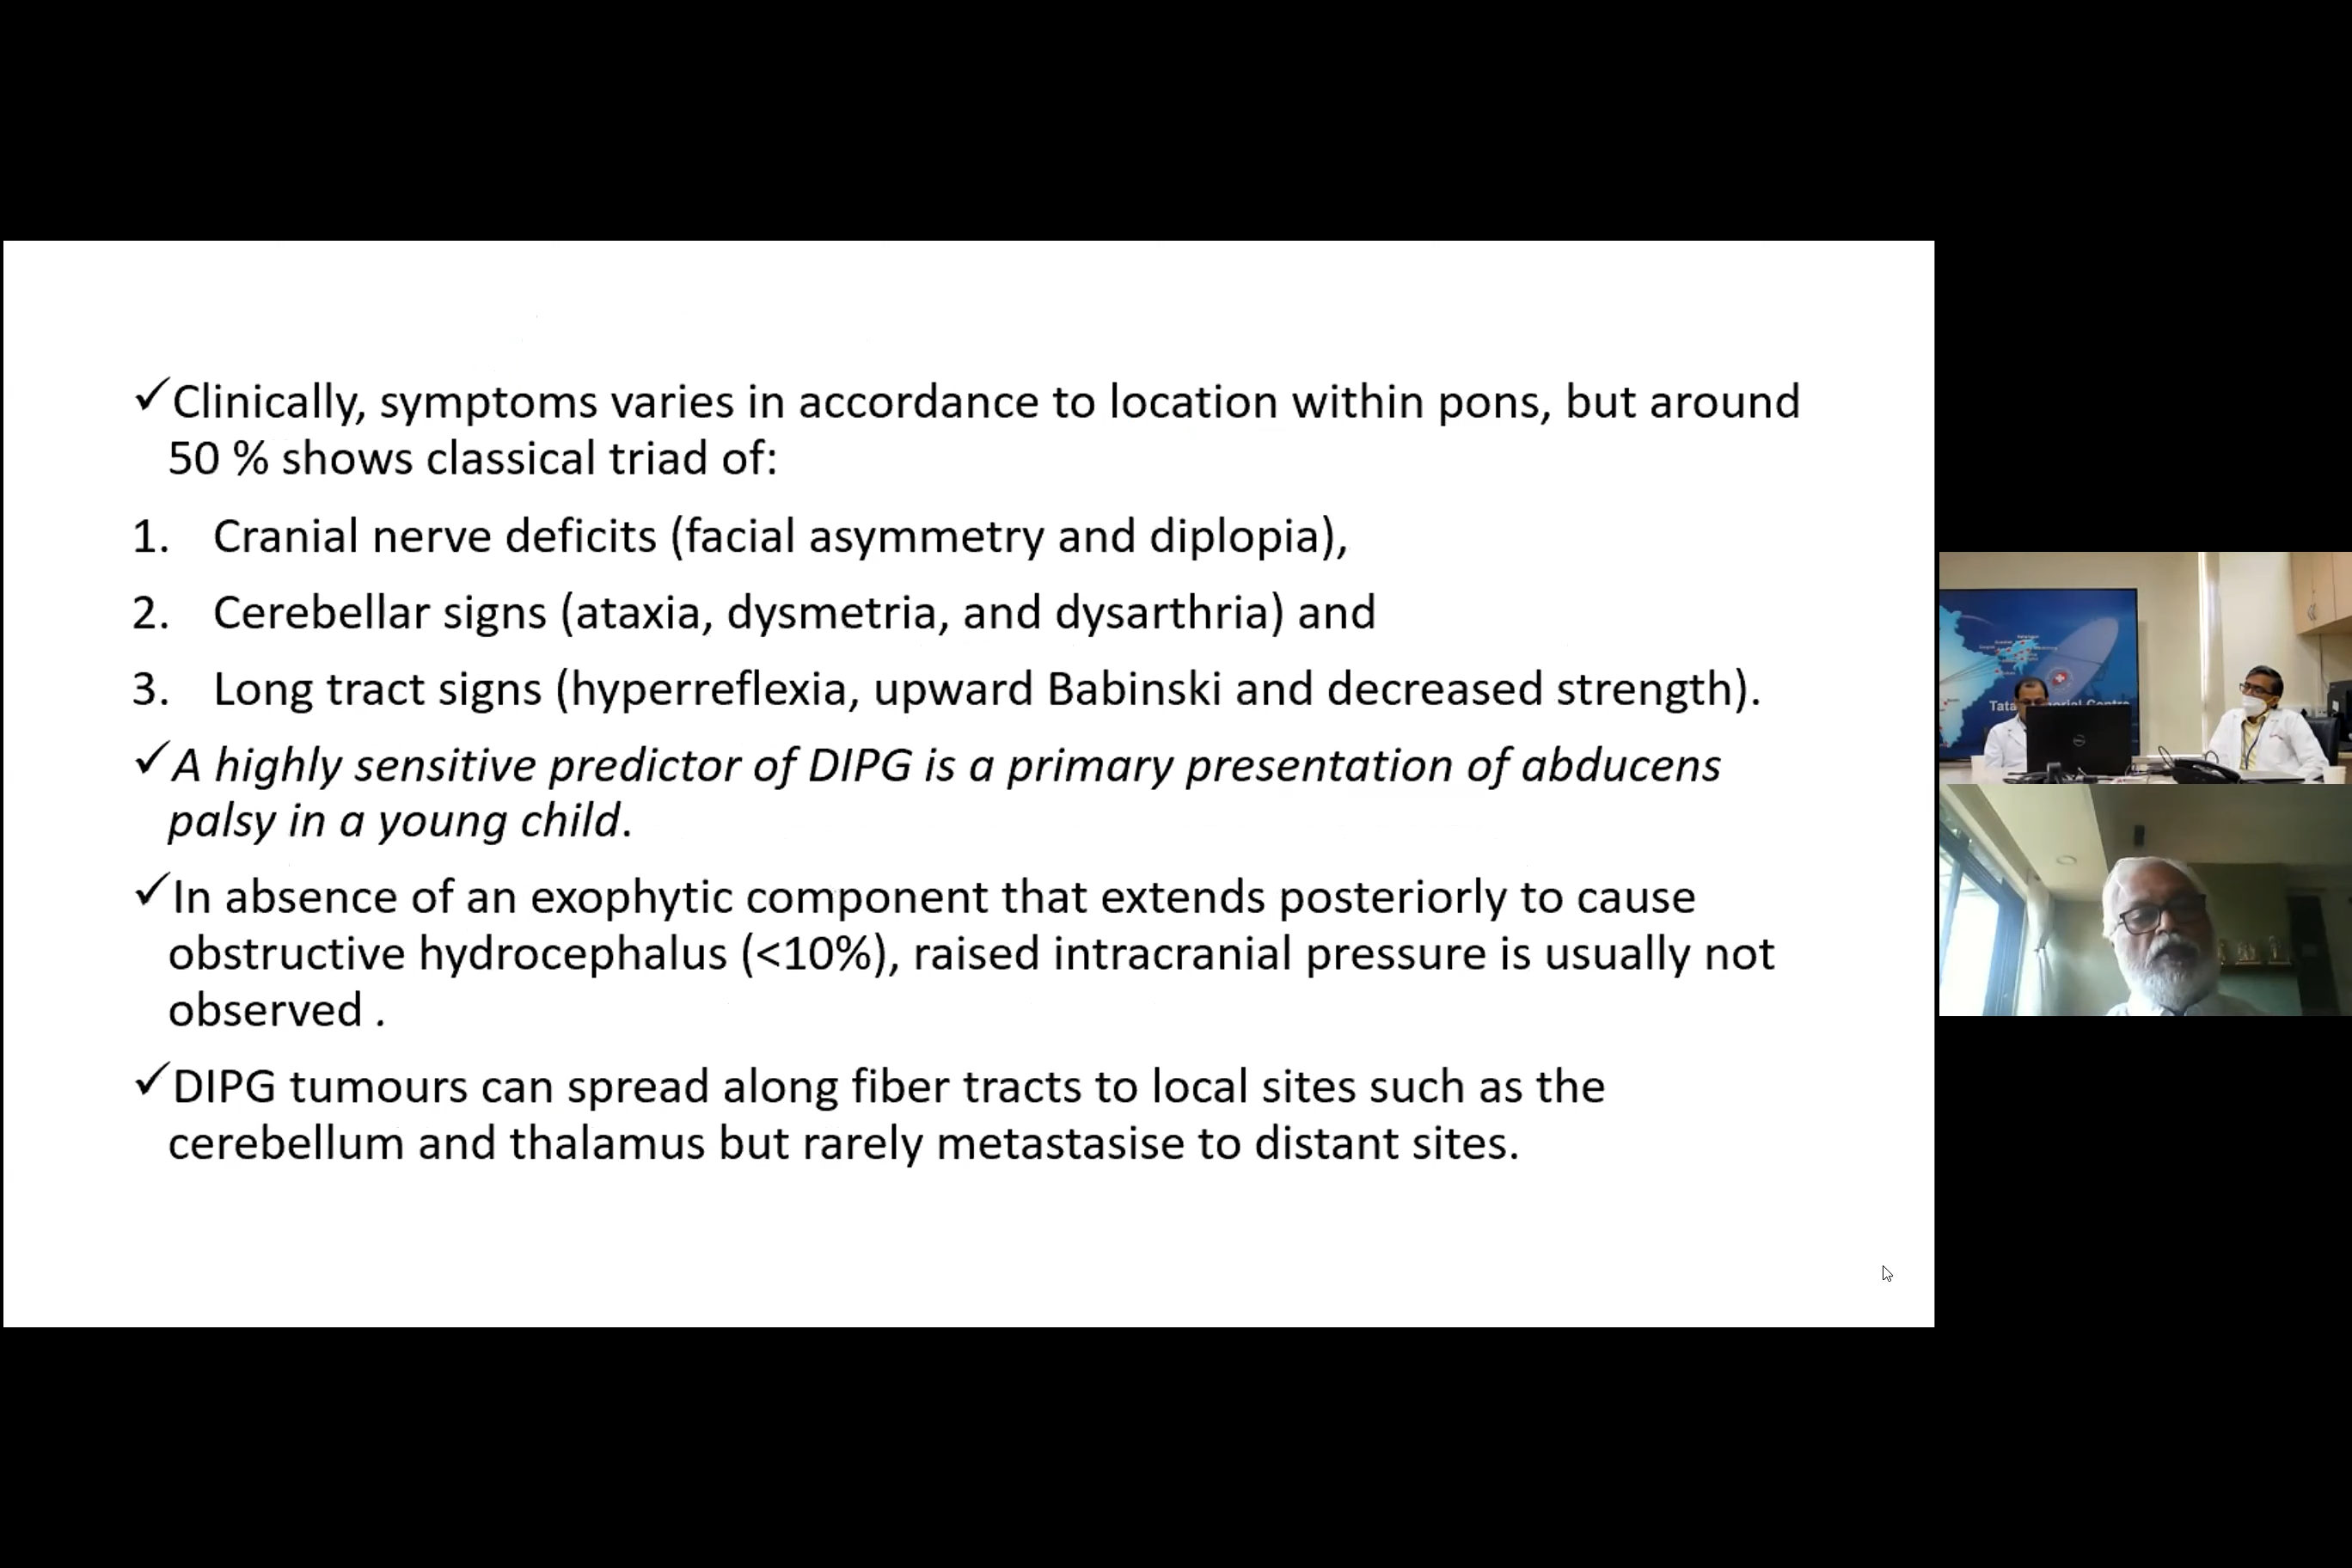 ✓Clinically, symptoms varies in accordance to location within pons, but around
50 % shows classical triad of:
1. Cranial nerve deficits (facial asymmetry and diplopia),
2. Cerebellar signs (ataxia, dysmetria, and dysarthria) and
3. Long tract signs (hyperreflexia, upward Babinski and decreased strength).
✓A highly sensitive predictor of DIPG is a primary presentation of abducens
palsy in a young child.
✓In absence of an exophytic component that extends posteriorly to cause
obstructive hydrocephalus (<10%), raised intracranial pressure is usually not
observed .
✓DIPG tumours can spread along fiber tracts to local sites such as the
cerebellum and thalamus but rarely metastasise to distant sites.
Tata
Centre